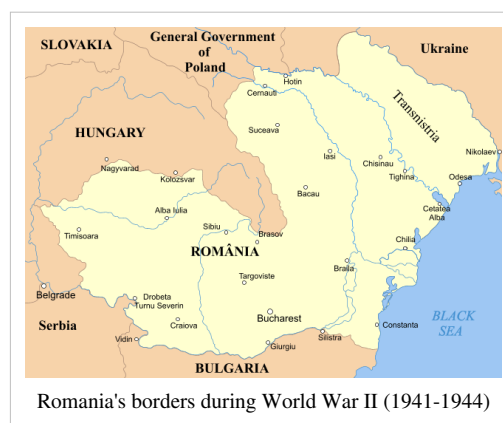 SLOVAKIA
General Government
of
Poland
Ukraine
Hotin
Cernauti
Transnistria
Suceava
HUNGARY
Iasi
Chisinau
Nikolaev
Nagyvarad
Kolozsvar
Tighina
Odesa
Bacau
Alba Iulia
Cetatea
Alba
Timisoara
Sibiu
Brasov
Chilia
ROMÂNIA
Braila
Targoviste
Belgrade
Drobeta
Turnu Severin
BLACK
SEA
Bucharest
Craiova
Constanta
Serbia
Silistra
Vidin
Giurgiu
BULGARIA
Romania's borders during World War II (1941-1944)